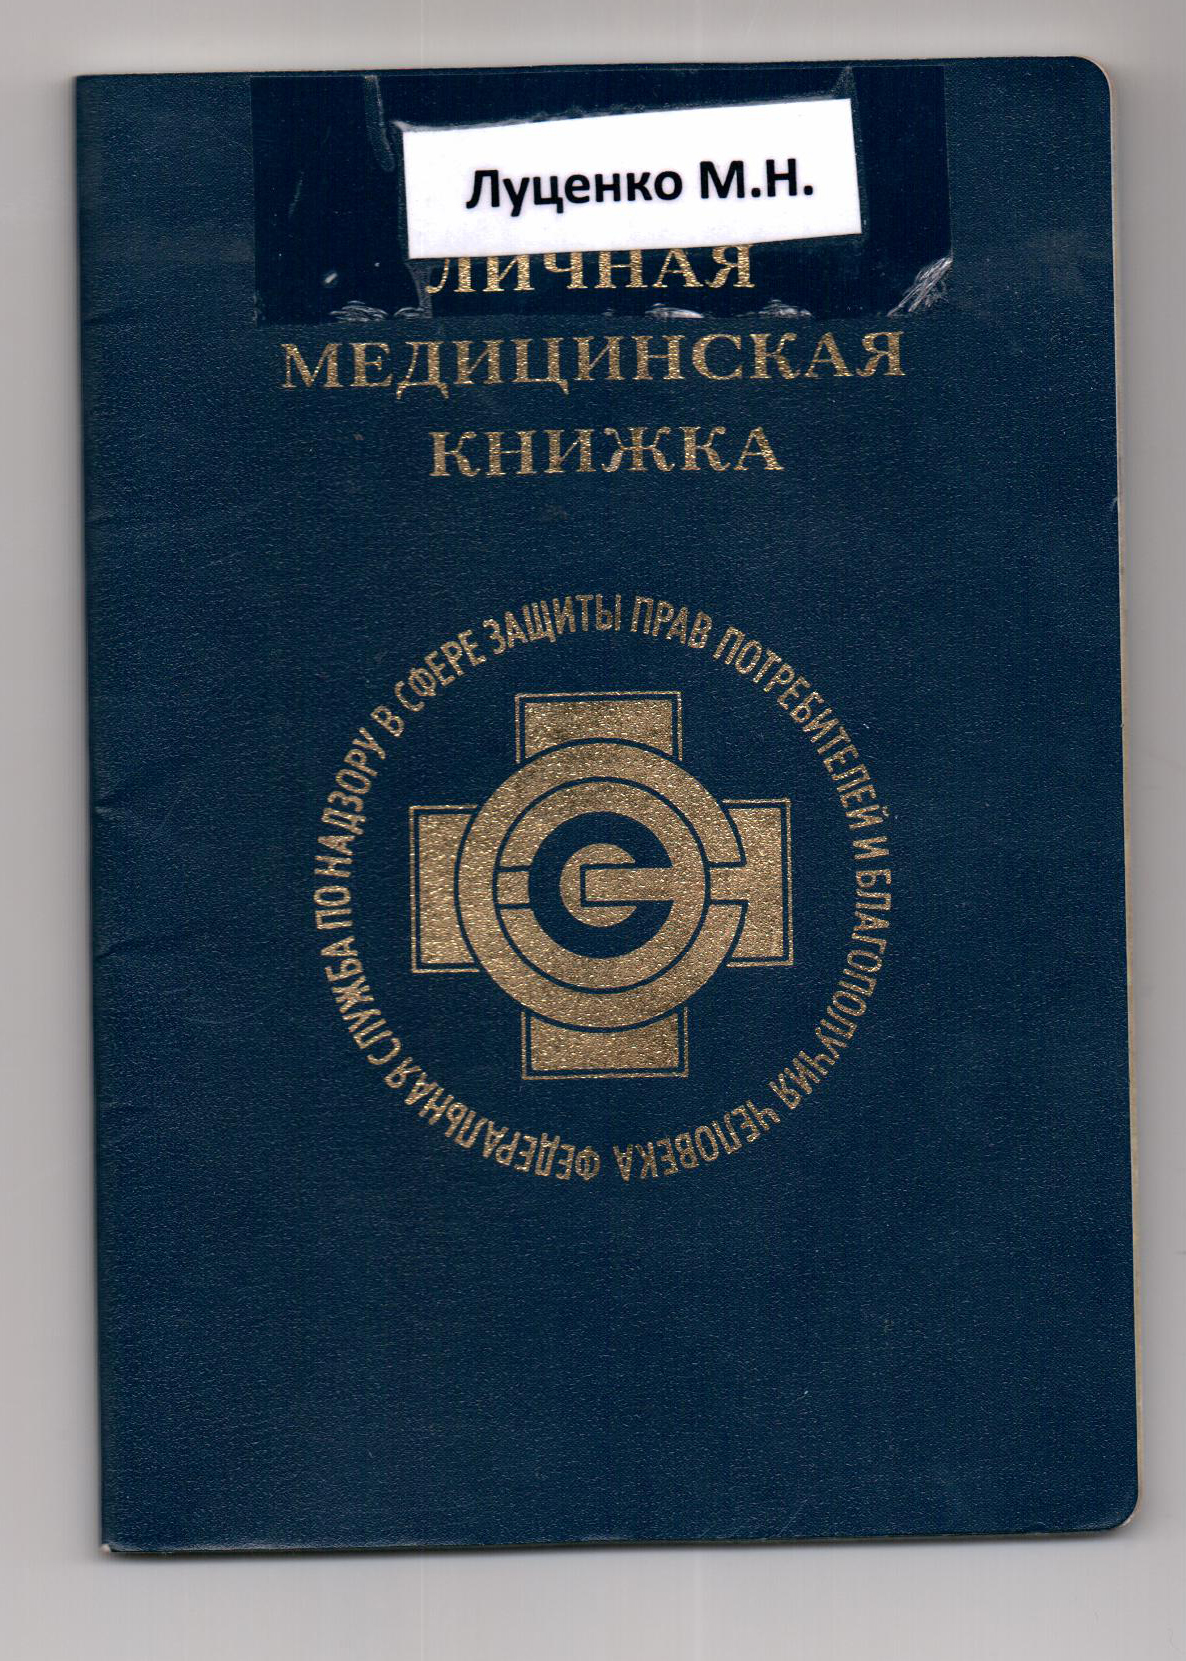 Луценко М.Н.
ЛИЧНАЯ
МЕДИЦИНСКАЯ
КНИЖКА
ФЕДЕРАЛЬНАЯ СЛУЖБА ПО НАДЗОРУ В СФЕРЕ ЗАЩИТЫ ПРАВ ПОТРЕБИТЕЛЕЙ И БЛАГОПОЛУЧИЯ ЧЕЛОВЕКА